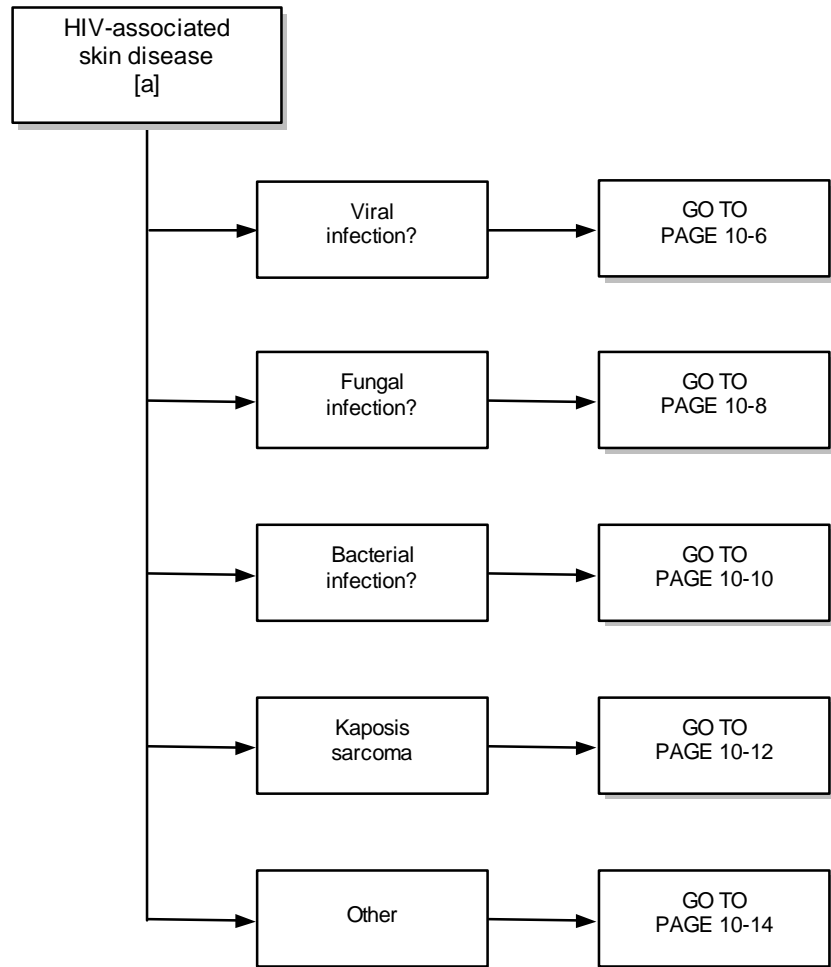 HIV-associated
skin disease
[a]
Viral
infection?
GO TO
PAGE 10-6
Fungal
infection?
GO TO
PAGE 10-8
Bacterial
infection?
GO TO
PAGE 10-10
Kaposis
sarcoma
GO TO
PAGE 10-12
Other
GO TO
PAGE 10-14